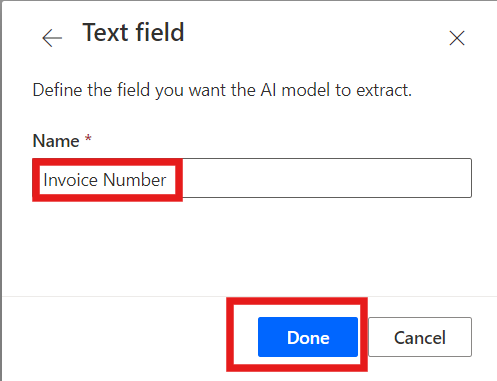 Text field
Define the field you want the AI model to extract.
Name *
Invoice Number
Done
Cancel